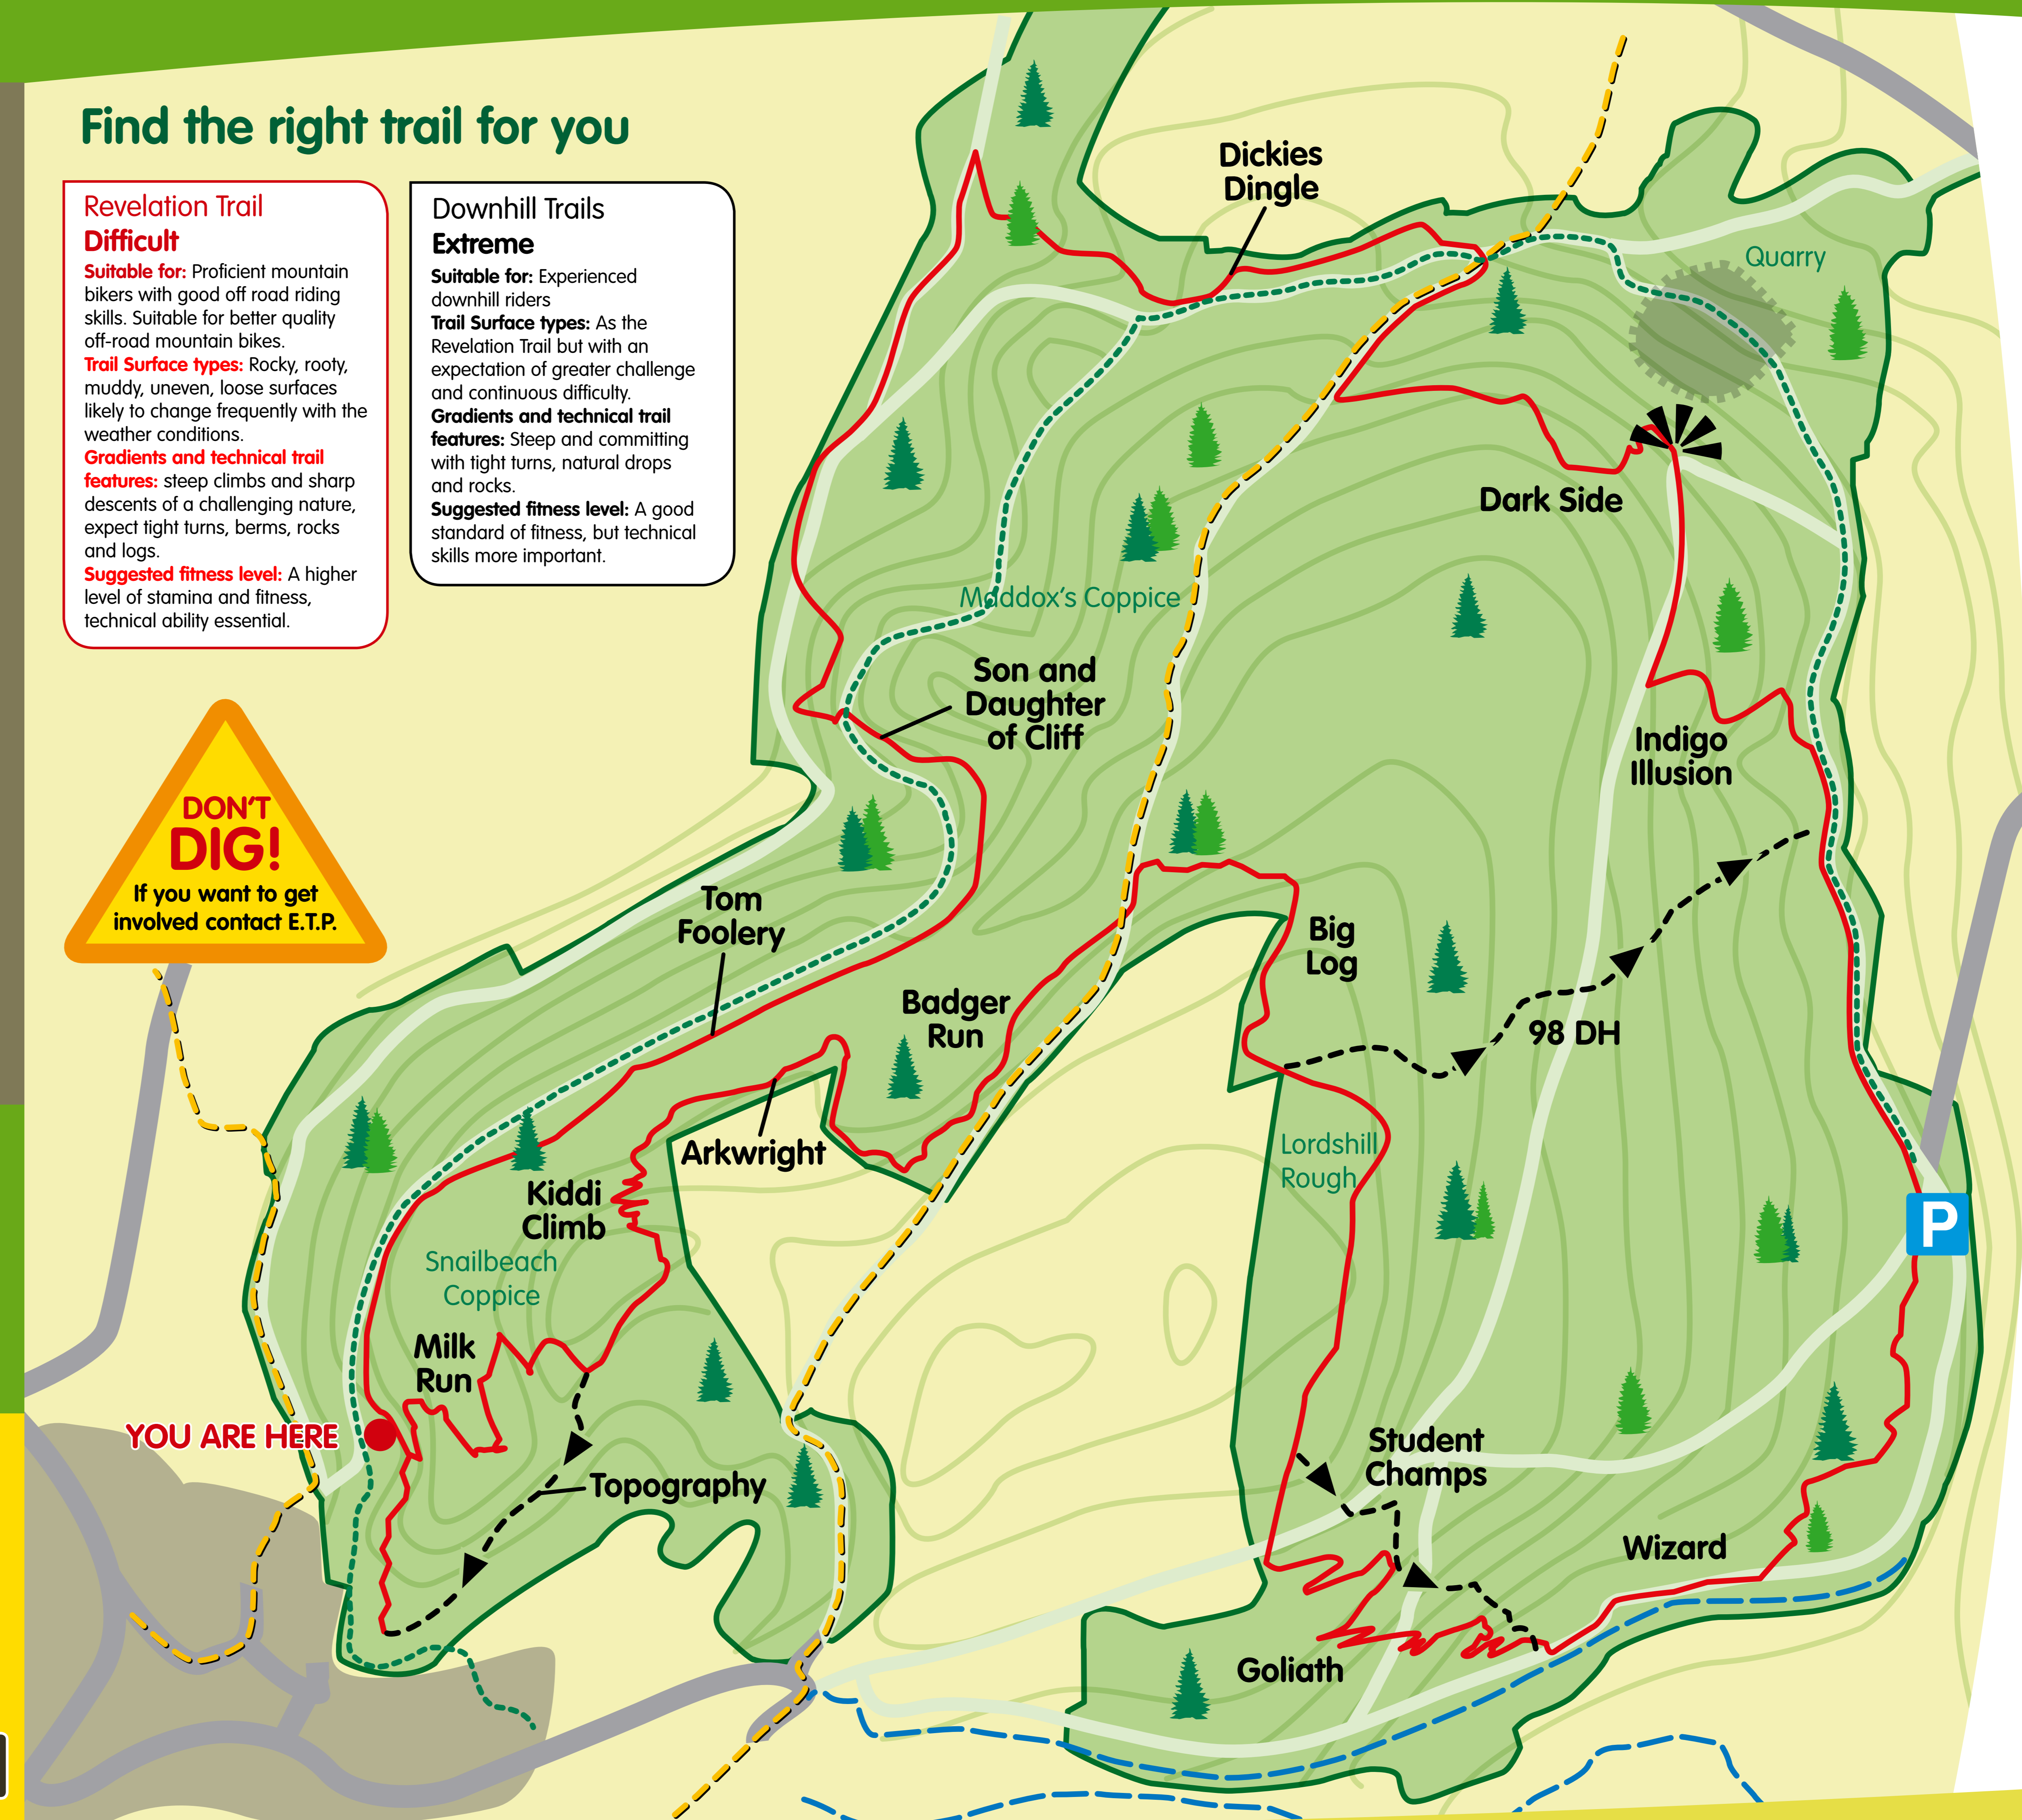 Find the right trail for you
Revelation Trail
Difficult
Suitable for: Proficient mountain
bikers with good off road riding
skills. Suitable for better quality
off-road mountain bikes.
Trail Surface types: Rocky, rooty,
muddy, uneven, loose surfaces
likely to change frequently with the
weather conditions.
Gradients and technical trail
features: steep climbs and sharp
descents of a challenging nature,
expect tight turns, berms, rocks
and logs.
Suggested fitness level: A higher
level of stamina and fitness,
technical ability essential.
Downhill Trails
Extreme
Suitable for: Experienced
downhill riders
Trail Surface types: As the
Revelation Trail but with an
expectation of greater challenge
and continuous difficulty.
Gradients and technical trail
features: Steep and committing
with tight turns, natural drops
and rocks.
Suggested fitness level: A good
standard of fitness, but technical
skills more important.
DON'T
DIG!
If you want to get
involved contact E.T.P.
Dickies
Dingle
Quarry
Dark Side
Maddox's Coppice
Son and
Daughter
of Cliff
Indigo
Illusion
Tom
Foolery
Big
Log
Badger
Run
98 DH
Arkwright
Lordshill
Rough
Kiddi
Climb
P
Snailbeach
Coppice
Milk
Run
YOU ARE HERE
Topography
Student
Champs
Wizard
Goliath